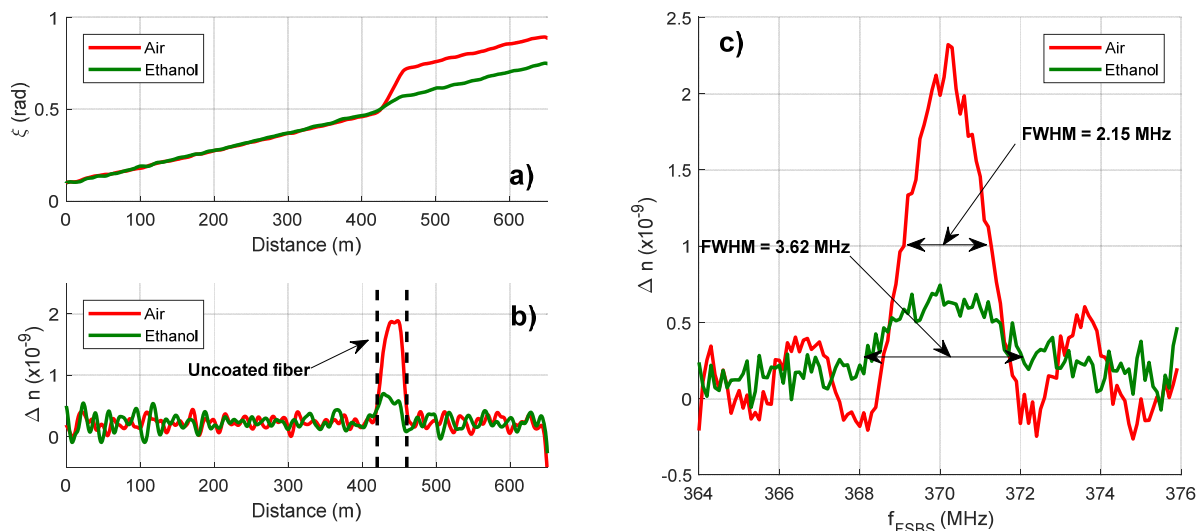 1
0.5
0
ξ (rad)
Air
Ethanol
a)
0 100 200 300 400 500 600
Distance (m)
2
1
0
Δ n (x10⁻⁹)
Air
Ethanol
b)
Uncoated fiber
0 100 200 300 400 500 600
Distance (m)
2.5
2
1.5
1
0.5
0
-0.5
Δ n (x10⁻⁹)
c)
Air
Ethanol
FWHM = 2.15 MHz
FWHM = 3.62 MHz
364 366 368 370 372 374 376
f_FSBS (MHz)